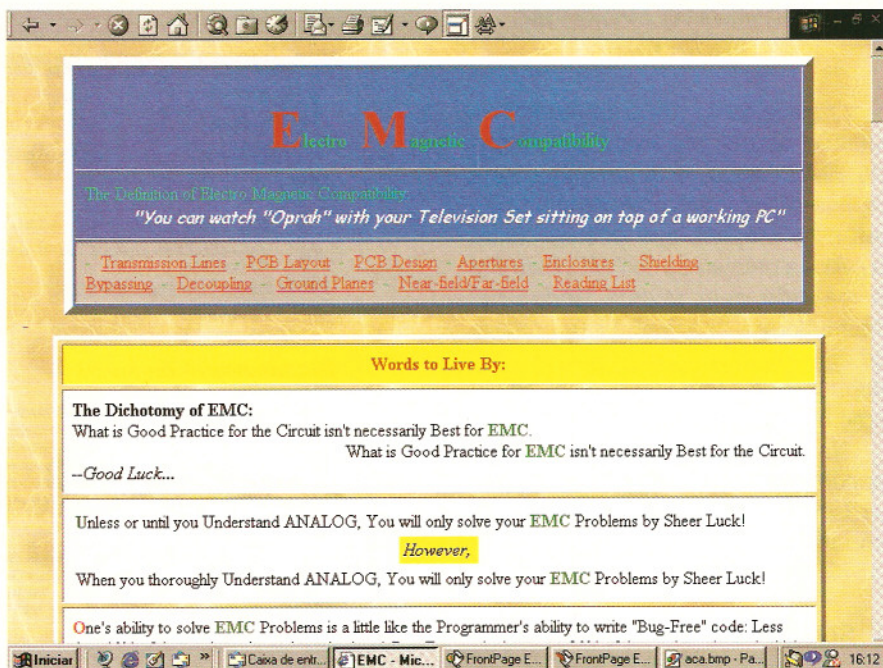 Electro Magnetic Compatibility
The Definition of Electro Magnetic Compatibility:
"You can watch "Oprah" with your Television Set sitting on top of a working PC"
- Transmission Lines - PCB Layout - PCB Design - Apertures - Enclosures - Shielding -
Bypassing - Decoupling - Ground Planes - Near-field/Far-field - Reading List -
Words to Live By:
The Dichotomy of EMC:
What is Good Practice for the Circuit isn't necessarily Best for EMC.
What is Good Practice for EMC isn't necessarily Best for the Circuit.
--Good Luck...
Unless or until you Understand ANALOG, You will only solve your EMC Problems by Sheer Luck!
However,
When you thoroughly Understand ANALOG, You will only solve your EMC Problems by Sheer Luck!
One's ability to solve EMC Problems is a little like the Programmer's ability to write "Bug-Free" code: Less
Iniciar » Caixa de entr... EMC - Mic... FrontPage E... FrontPage E... aca.bmp - Pa... 16:12